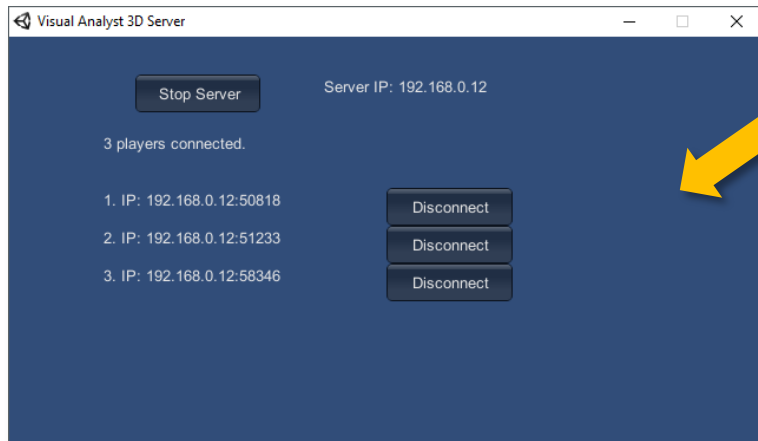 Visual Analyst 3D Server
Stop Server
Server IP: 192.168.0.12
3 players connected.
1. IP: 192.168.0.12:50818
Disconnect
2. IP: 192.168.0.12:51233
Disconnect
3. IP: 192.168.0.12:58346
Disconnect